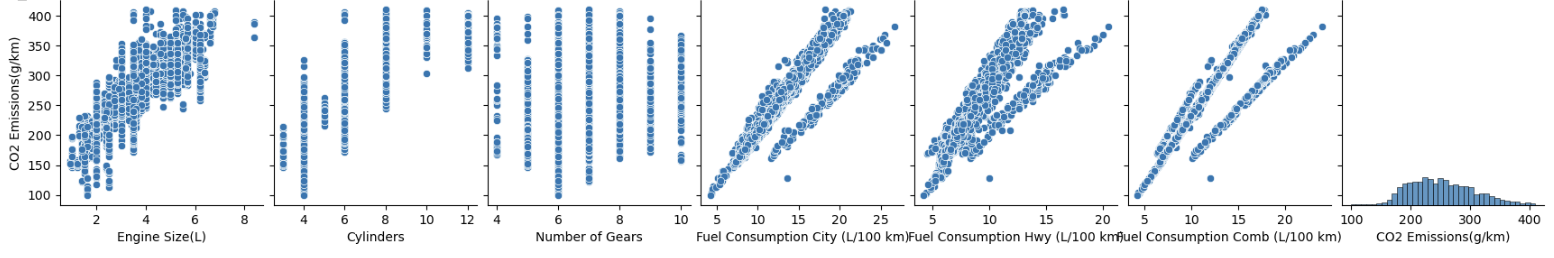 CO2 Emissions(g/km)
400
350
300
250
200
150
100
2 4 6 8
4 6 8 10 12
4 6 8 10
5 10 15 20 25
5 10 15 20
5 10 15 20
100 200 300 400
Engine Size(L)
Cylinders
Number of Gears
Fuel Consumption City (L/100 km)
Fuel Consumption Hwy (L/100 km)
Fuel Consumption Comb (L/100 km)
CO2 Emissions(g/km)